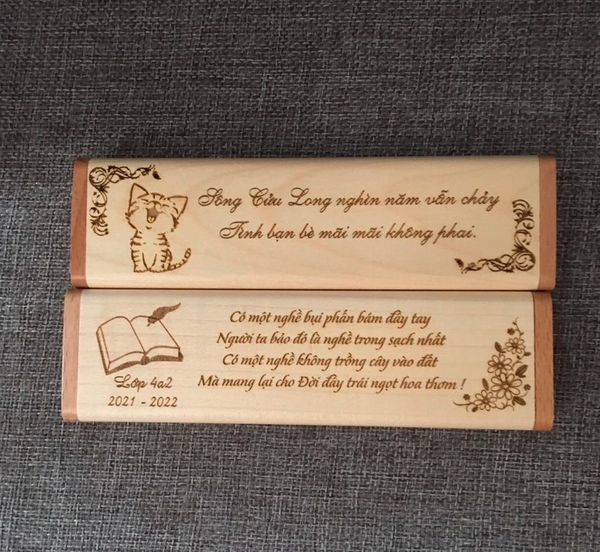 Sông Cửu Long nghìn năm vẫn chảy
Tình bạn bè mãi mãi không phai.
Có một nghề bụi phấn bám đầy tay
Người ta bảo đó là nghề trong sạch nhất
Có một nghề không trồng cây vào đất
Mà mang lại cho Đời đầy trái ngọt hoa thơm !
Lớp 4a2
2021 - 2022